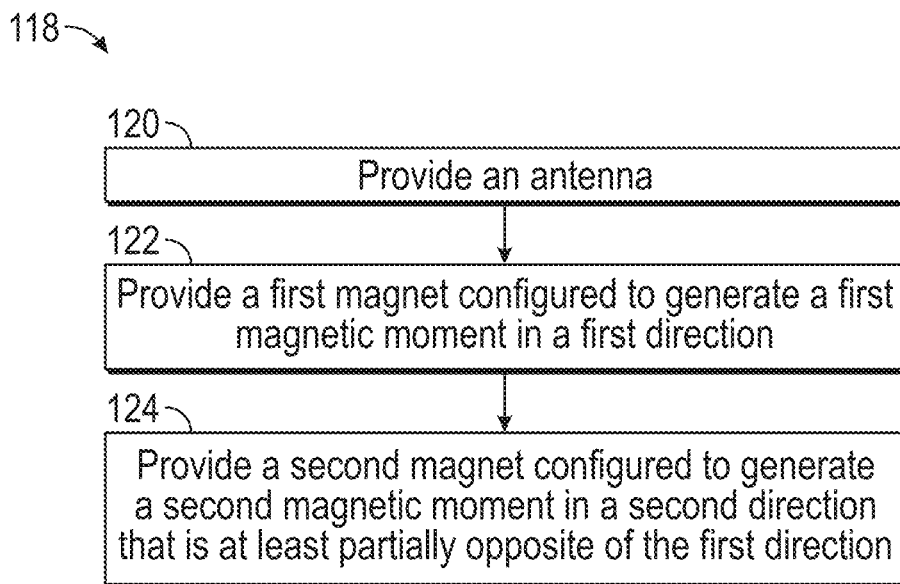 118
120
Provide an antenna
122
Provide a first magnet configured to generate a first
magnetic moment in a first direction
124
Provide a second magnet configured to generate
a second magnetic moment in a second direction
that is at least partially opposite of the first direction